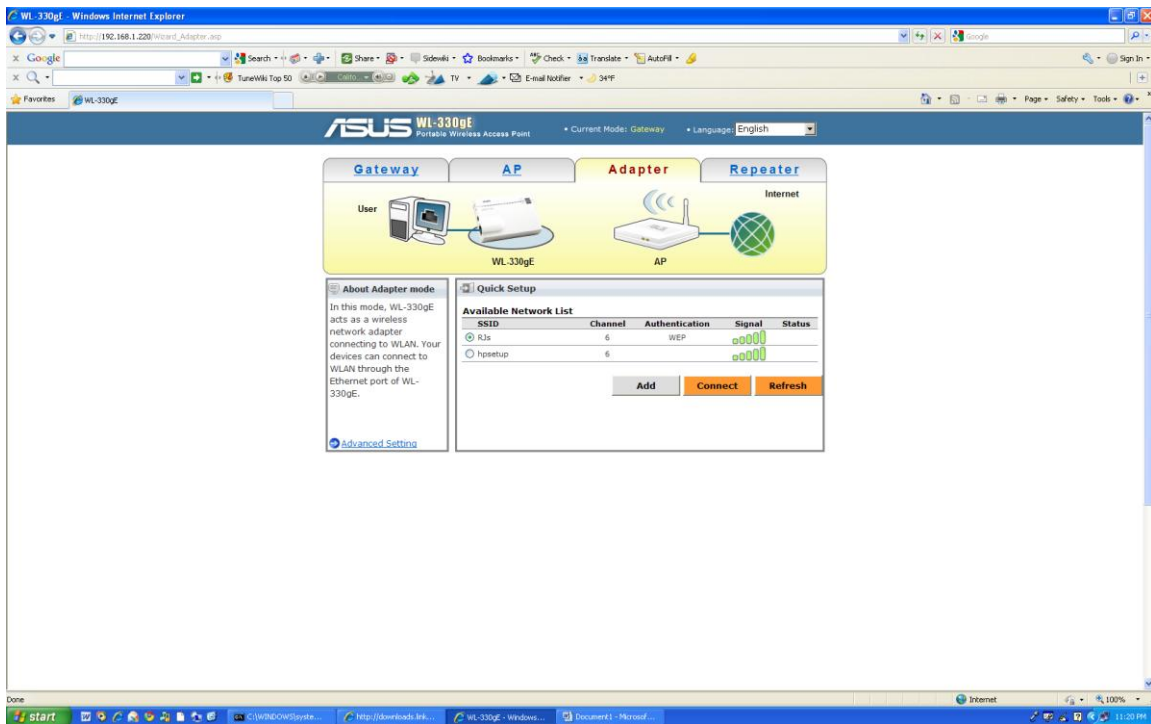 WL-330gE - Windows Internet Explorer
http://192.168.1.220/Wizard_Adapter.asp
Google
Google
Search
Share
Sidewiki
Bookmarks
Check
Translate
AutoFill
Sign In
TuneWiki Top 50
TV
E-mail Notifier
34°F
Favorites
WL-330gE
Page
Safety
Tools
ASUS WL-330gE
Portable Wireless Access Point
Current Mode: Gateway
Language: English
Gateway
AP
Adapter
Repeater
User
Internet
WL-330gE
AP
About Adapter mode
In this mode, WL-330gE
acts as a wireless
network adapter
connecting to WLAN. Your
devices can connect to
WLAN through the
Ethernet port of WL-
330gE.
Advanced Setting
Quick Setup
Available Network List
SSID Channel Authentication Signal Status
RJs 6 WEP
hpsetup 6
Add Connect Refresh
Done
Internet
100%
start
C:\WINDOWS\syste...
http://downloads.link...
WL-330gE - Windows...
Document1 - Microsof...
11:20 PM